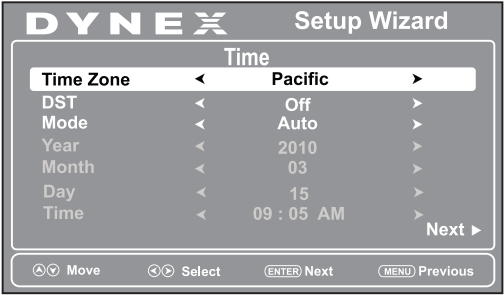 DYNEX Setup Wizard
Time
Time Zone Pacific
DST Off
Mode Auto
Year 2010
Month 03
Day 15
Time 09 : 05 AM
Next
Move Select ENTER Next MENU Previous